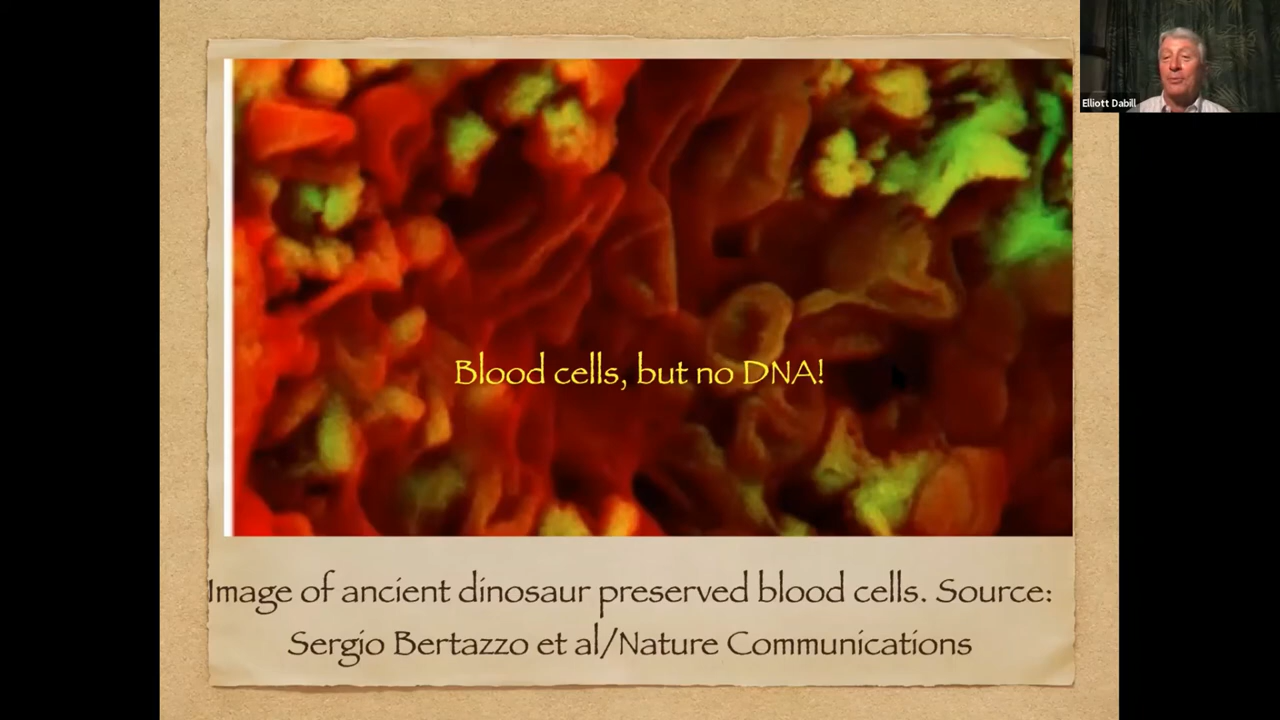 Elliott Dabill
Blood cells, but no DNA!
Image of ancient dinosaur preserved blood cells. Source:
Sergio Bertazzo et al/Nature Communications